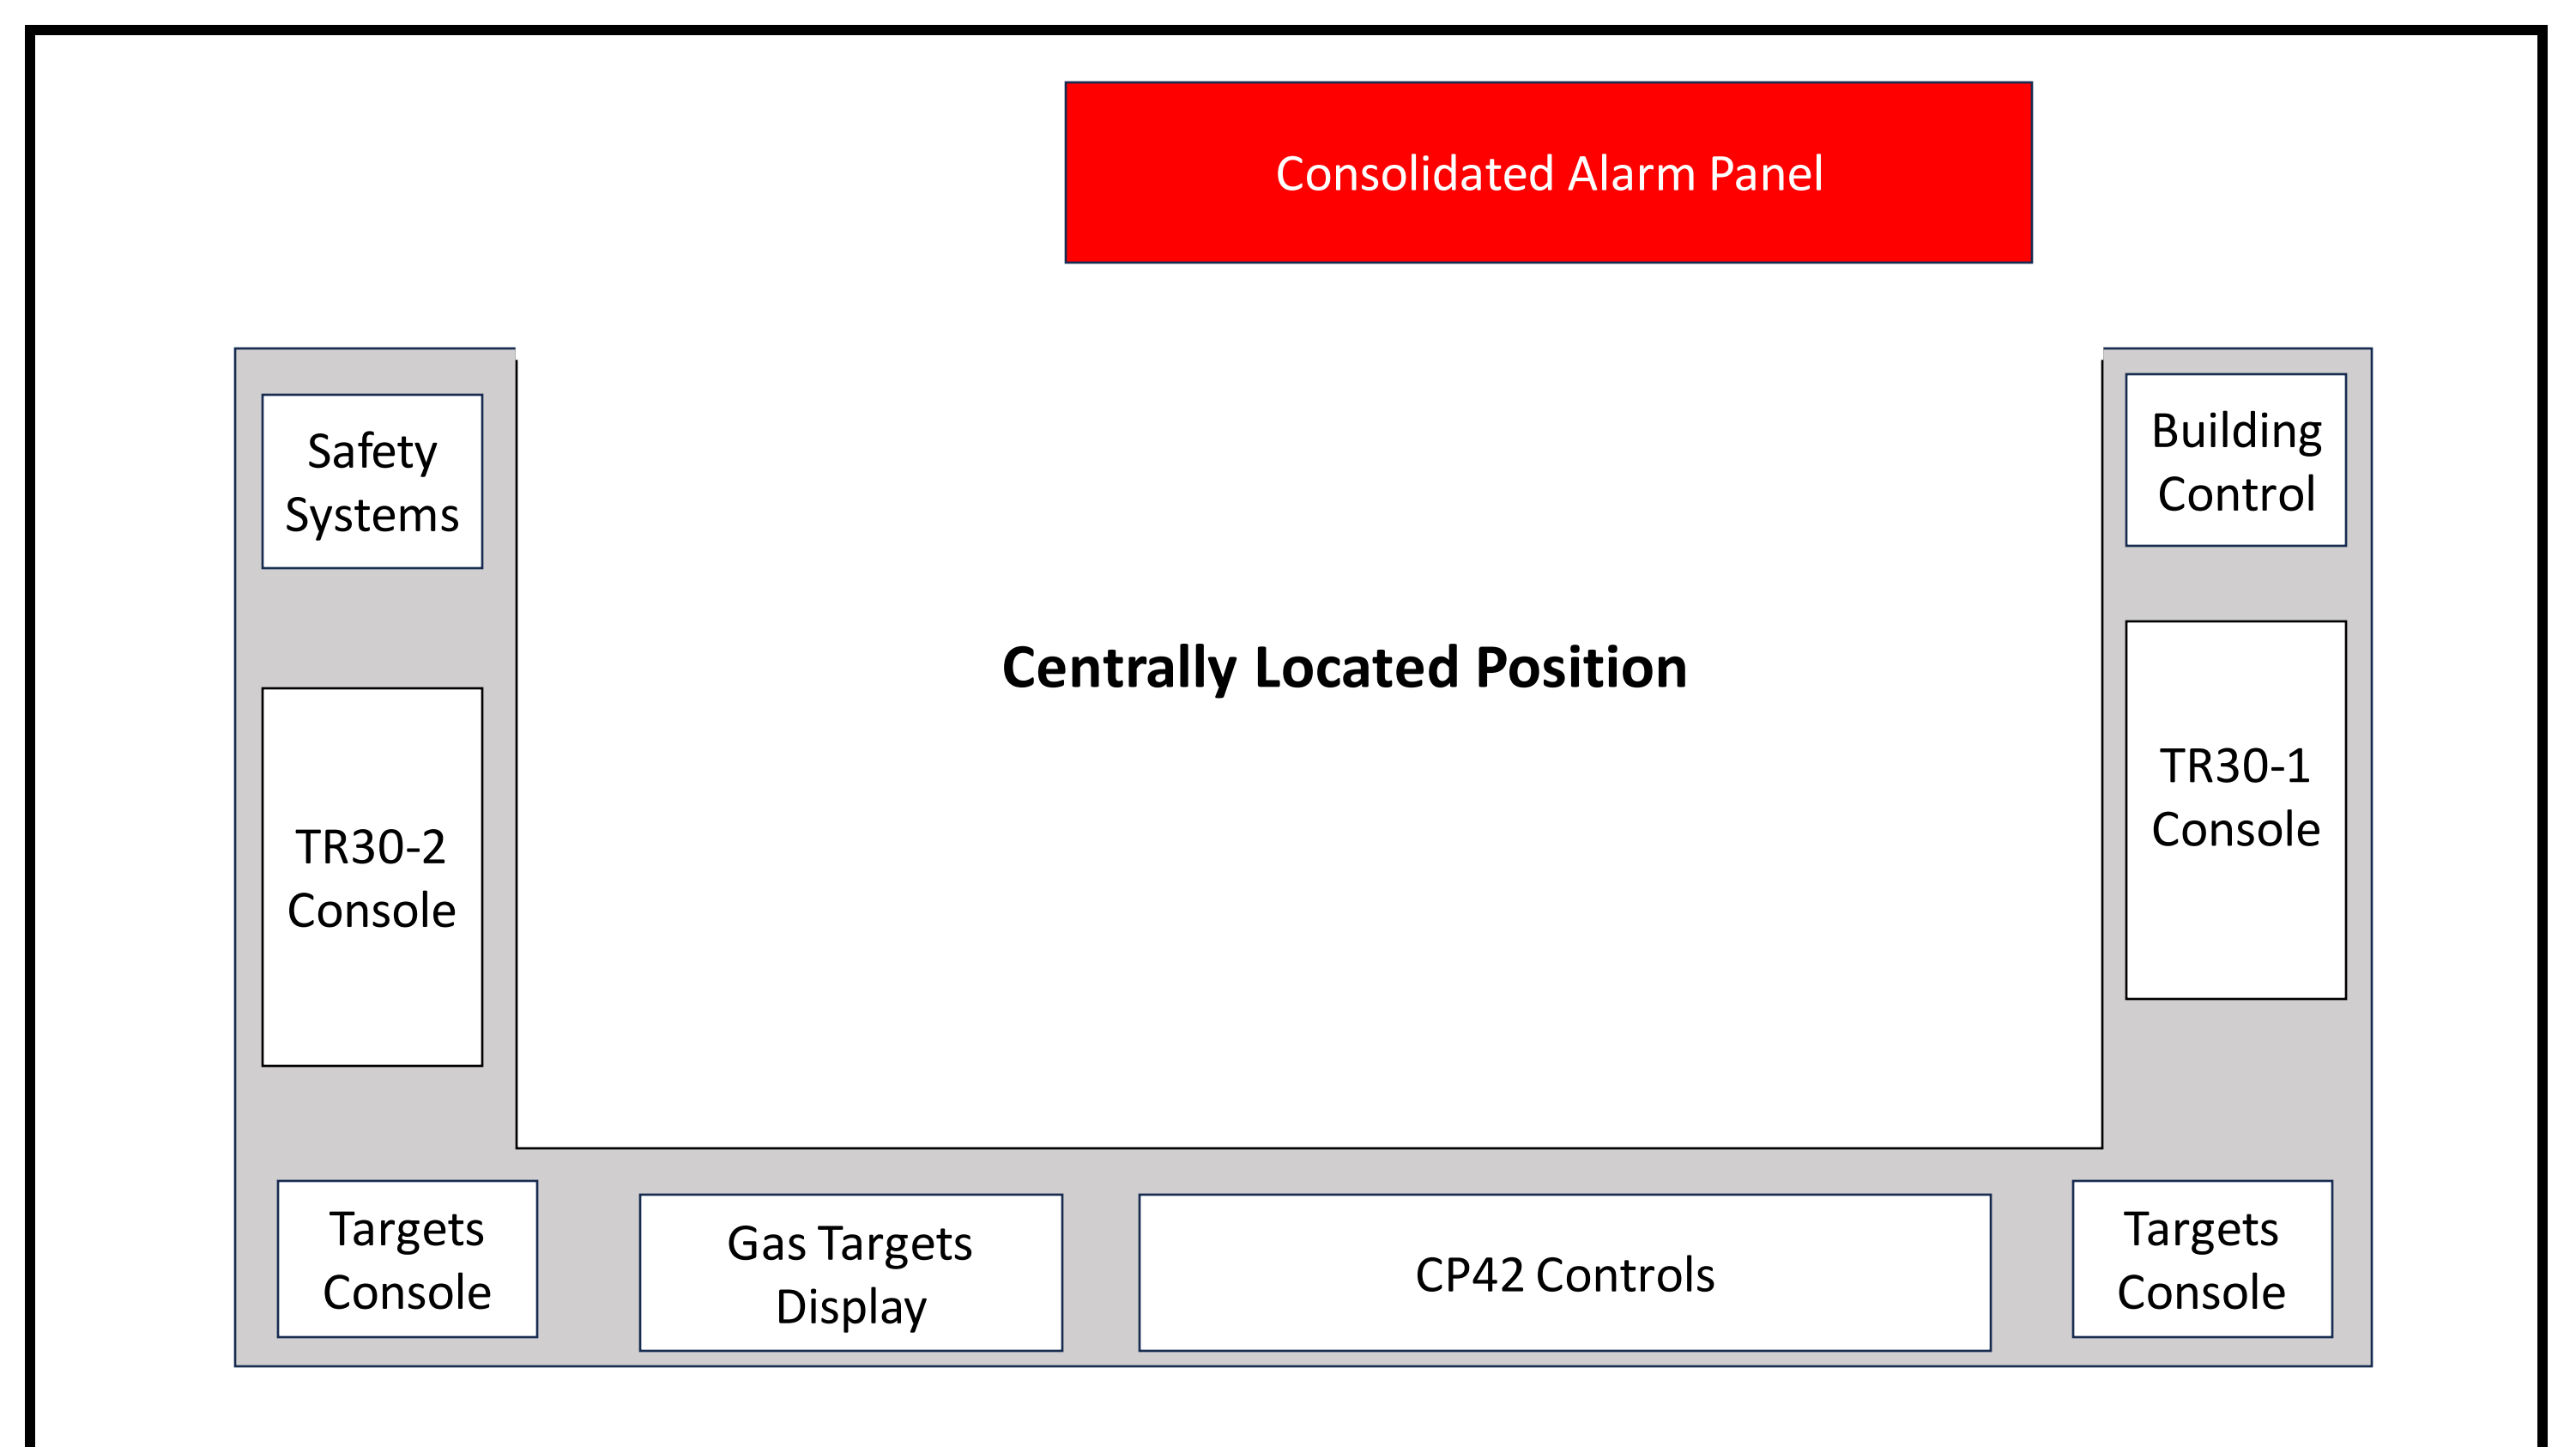 Consolidated Alarm Panel
Safety
Systems
Building
Control
Centrally Located Position
TR30-2
Console
TR30-1
Console
Targets
Console
Gas Targets
Display
CP42 Controls
Targets
Console